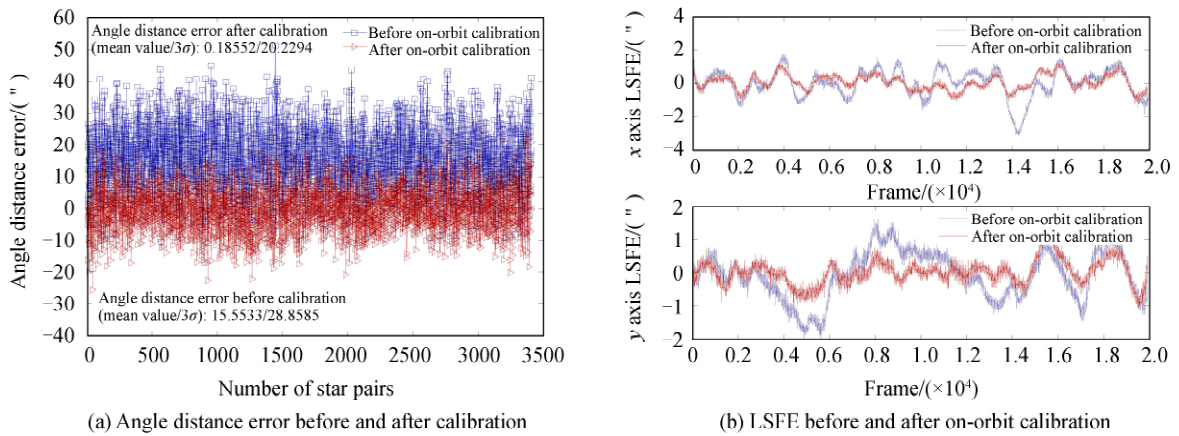 Angle distance error after calibration
(mean value/3σ): 0.18552/20.2294
Before on-orbit calibration
After on-orbit calibration
60
50
40
30
20
10
0
−10
−20
−30
−40
Angle distance error/( ″ )
Angle distance error before calibration
(mean value/3σ): 15.5533/28.8585
0
500
1000
1500
2000
2500
3000
3500
Number of star pairs
(a) Angle distance error before and after calibration
x axis LSFE/( ″ )
4
2
0
−2
−4
Before on-orbit calibration
After on-orbit calibration
0
0.2
0.4
0.6
0.8
1.0
1.2
1.4
1.6
1.8
2.0
Frame/(×10⁴)
y axis LSFE/( ″ )
2
1
0
−1
−2
Before on-orbit calibration
After on-orbit calibration
0
0.2
0.4
0.6
0.8
1.0
1.2
1.4
1.6
1.8
2.0
Frame/(×10⁴)
(b) LSFE before and after on-orbit calibration